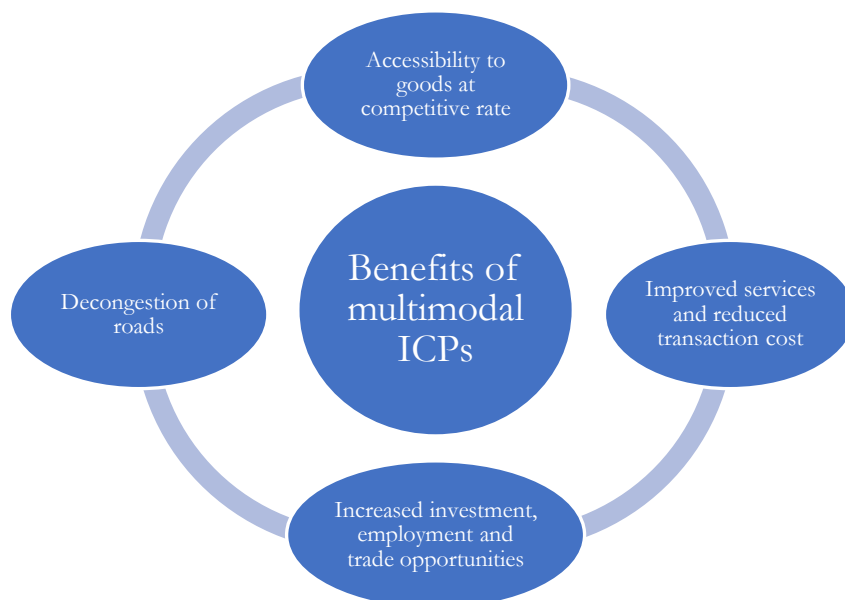 Accessibility to
goods at
competitive rate
Benefits of
multimodal
ICPs
Improved services
and reduced
transaction cost
Decongestion of
roads
Increased investment,
employment and
trade opportunities